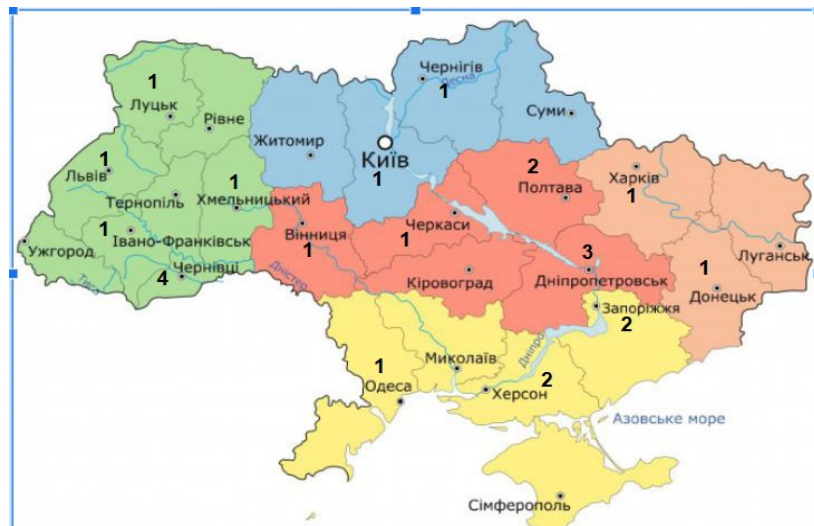 Чернігів
Десна
1
1
Луцьк
Суми
Рівне
Житомир
Київ
1
Львів
2
Полтава
Харків
1
1
Тернопіль
Хмельницький
1
Черкаси
1
Івано-Франківськ
Вінниця
1
1
Ужгород
3
Луганськ
Чернівці
4
Дністер
Кіровоград
Дніпропетровськ
1
Донецьк
Тиса
Запоріжжя
2
1
Миколаїв
Дніпро
2
Одеса
Херсон
Азовське море
Сімферополь